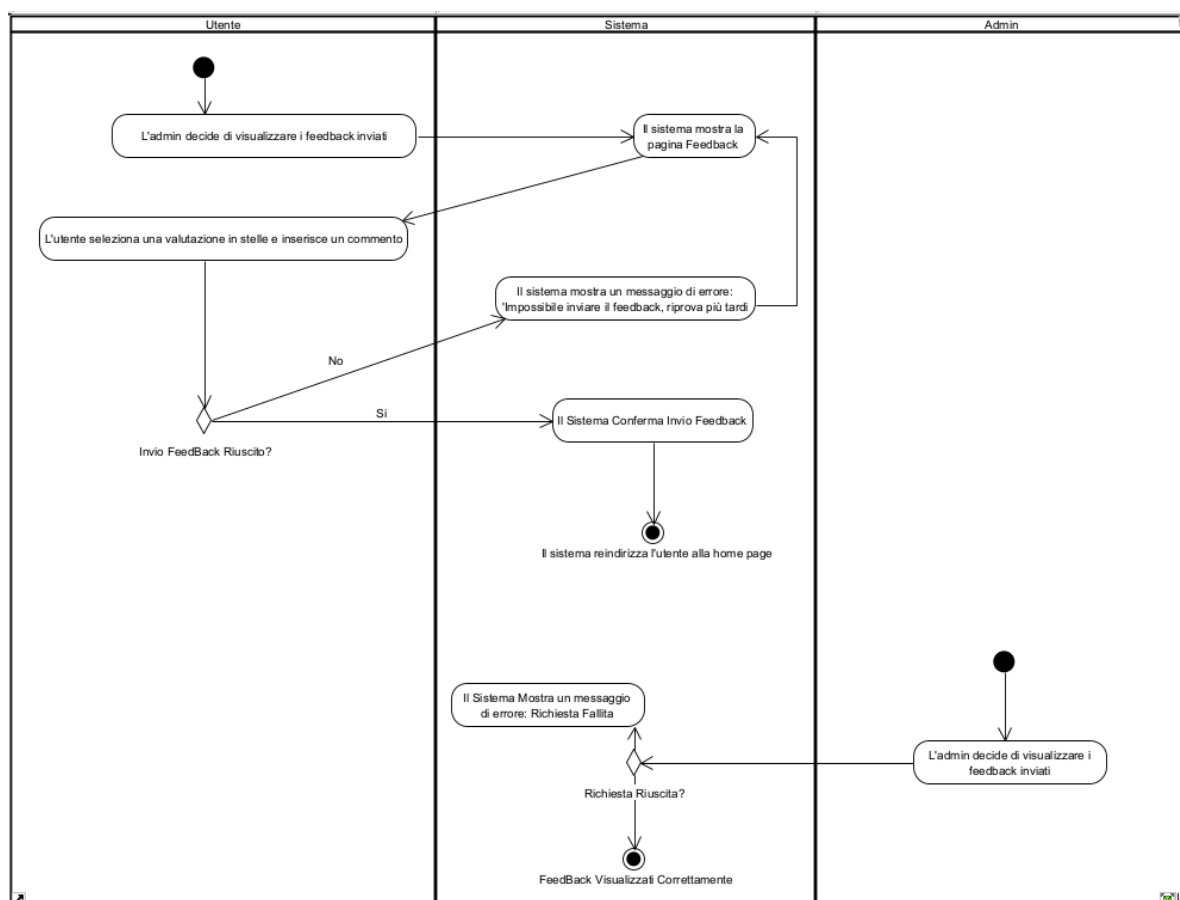 Utente
Sistema
Admin
L'admin decide di visualizzare i feedback inviati
Il sistema mostra la
pagina Feedback
L'utente seleziona una valutazione in stelle e inserisce un commento
Il sistema mostra un messaggio di errore:
'Impossibile inviare il feedback, riprova più tardi
No
Si
Il Sistema Conferma Invio Feedback
Invio FeedBack Riuscito?
Il sistema reindirizza l'utente alla home page
Il Sistema Mostra un messaggio
di errore: Richiesta Fallita
L'admin decide di visualizzare i
feedback inviati
Richiesta Riuscita?
FeedBack Visualizzati Correttamente